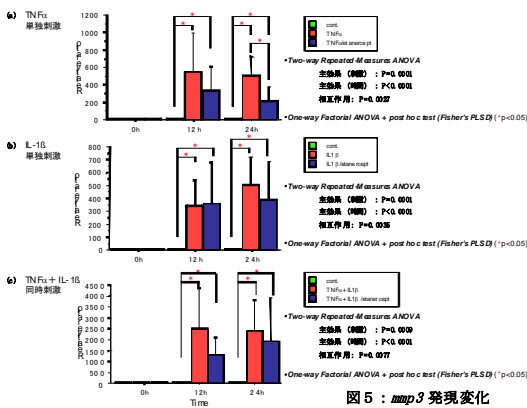 (a) TNFα
単独刺激
1200
1000
800
600
400
200
0
0h
12 h
24h
*
*
*
*
*
cont.
TNFα
TNFα/etanercept
•Two-way Repeated-Measures ANOVA
主効果 (刺激) : P=0.0001
主効果 (時間) : P<0.0001
相互作用: P=0.0037
•One-way Factorial ANOVA + post hoc test (Fisher's PLSD) (*p<0.05)
(b) IL-1ß
単独刺激
800
700
600
500
400
300
200
100
0
0h
12 h
24h
*
*
*
*
cont.
IL1 β
IL1 β /etanercept
•Two-way Repeated-Measures ANOVA
主効果 (刺激) : P=0.0001
主効果 (時間) : P<0.0001
相互作用: P=0.0035
•One-way Factorial ANOVA + post hoc test (Fisher's PLSD) (*p<0.05)
(c) TNFα + IL-1ß
同時刺激
4500
4000
3500
3000
2500
2000
1500
1000
500
0
0h
12h
24 h
Time
*
*
*
*
cont.
TNFα + IL1β
TNFα + IL1β /etanercept
•Two-way Repeated-Measures ANOVA
主効果 (刺激) : P=0.0009
主効果 (時間) : P<0.0001
相互作用: P=0.0077
•One-way Factorial ANOVA + post hoc test (Fisher's PLSD) (*p<0.05)
図5：mmp3 発現変化